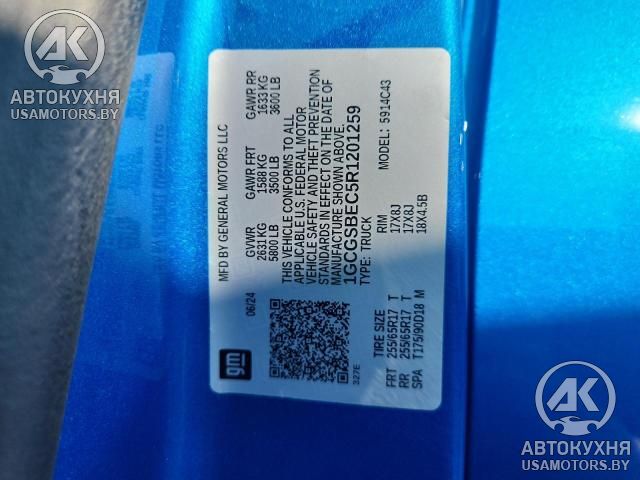 MFD BY GENERAL MOTORS LLC
06/24
GVWR GAWR FRT GAWR RR
2631 KG 1588 KG 1633 KG
5800 LB 3500 LB 3600 LB
THIS VEHICLE CONFORMS TO ALL
APPLICABLE U.S. FEDERAL MOTOR
VEHICLE SAFETY AND THEFT PREVENTION
STANDARDS IN EFFECT ON THE DATE OF
MANUFACTURE SHOWN ABOVE.
1GCGSBEC5R1201259
TYPE: TRUCK MODEL: 5914C43
gm
327E
TIRE SIZE RIM
FRT 255/65R17 T 17X8J
RR 255/65R17 T 17X8J
SPA T175/90D18 M 18X4.5B
АК
АВТОКУХНЯ
USAMOTORS.BY
АК
АВТОКУХНЯ
USAMOTORS.BY